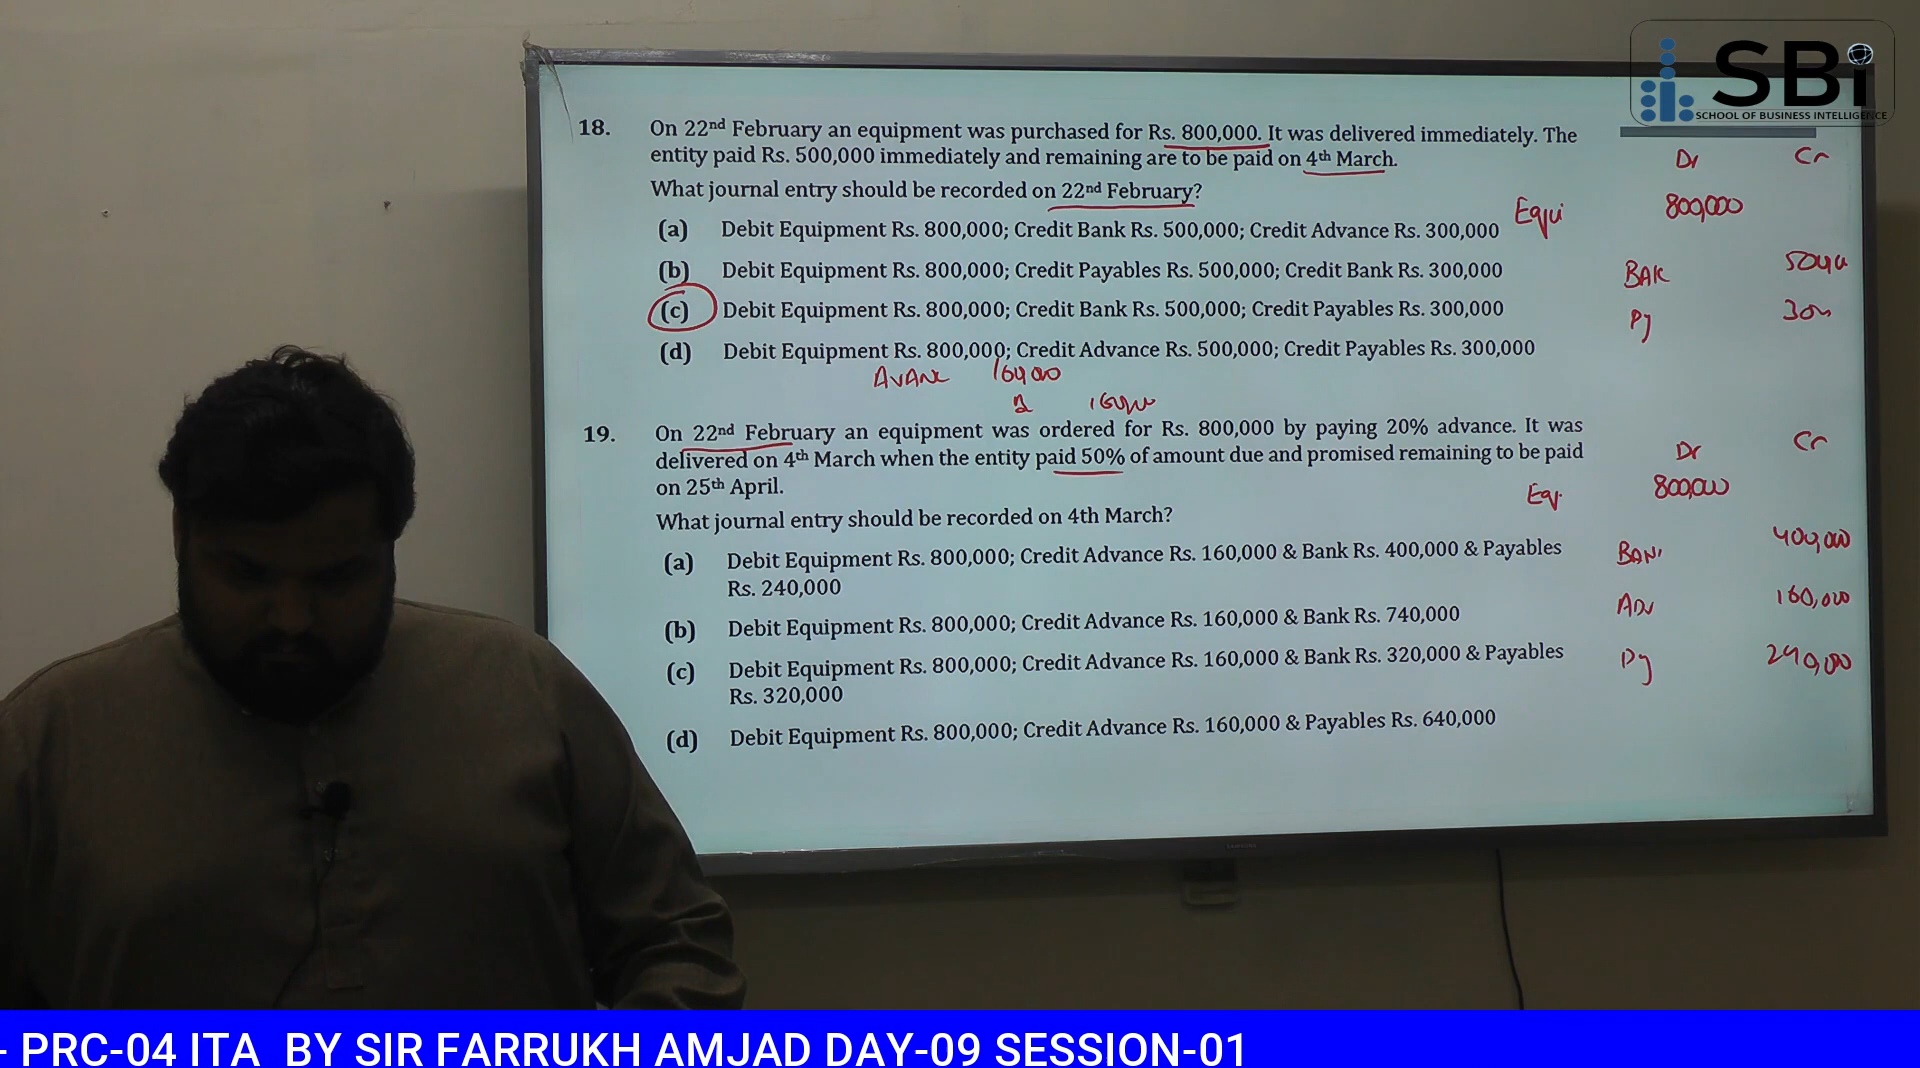 SBi
SCHOOL OF BUSINESS INTELLIGENCE
18. On 22nd February an equipment was purchased for Rs. 800,000. It was delivered immediately. The
entity paid Rs. 500,000 immediately and remaining are to be paid on 4th March.
What journal entry should be recorded on 22nd February?
(a) Debit Equipment Rs. 800,000; Credit Bank Rs. 500,000; Credit Advance Rs. 300,000
(b) Debit Equipment Rs. 800,000; Credit Payables Rs. 500,000; Credit Bank Rs. 300,000
(c) Debit Equipment Rs. 800,000; Credit Bank Rs. 500,000; Credit Payables Rs. 300,000
(d) Debit Equipment Rs. 800,000; Credit Advance Rs. 500,000; Credit Payables Rs. 300,000
Dr Cr
Equi 800,000
19. On 22nd February an equipment was ordered for Rs. 800,000 by paying 20% advance. It was
delivered on 4th March when the entity paid 50% of amount due and promised remaining to be paid
on 25th April.
What journal entry should be recorded on 4th March?
(a) Debit Equipment Rs. 800,000; Credit Advance Rs. 160,000 & Bank Rs. 400,000 & Payables
Rs. 240,000
(b) Debit Equipment Rs. 800,000; Credit Advance Rs. 160,000 & Bank Rs. 740,000
(c) Debit Equipment Rs. 800,000; Credit Advance Rs. 160,000 & Bank Rs. 320,000 & Payables
Rs. 320,000
(d) Debit Equipment Rs. 800,000; Credit Advance Rs. 160,000 & Payables Rs. 640,000
Dr Cr
800,000
400,000
160,000
240,000
- PRC-04 ITA BY SIR FARRUKH AMJAD DAY-09 SESSION-01